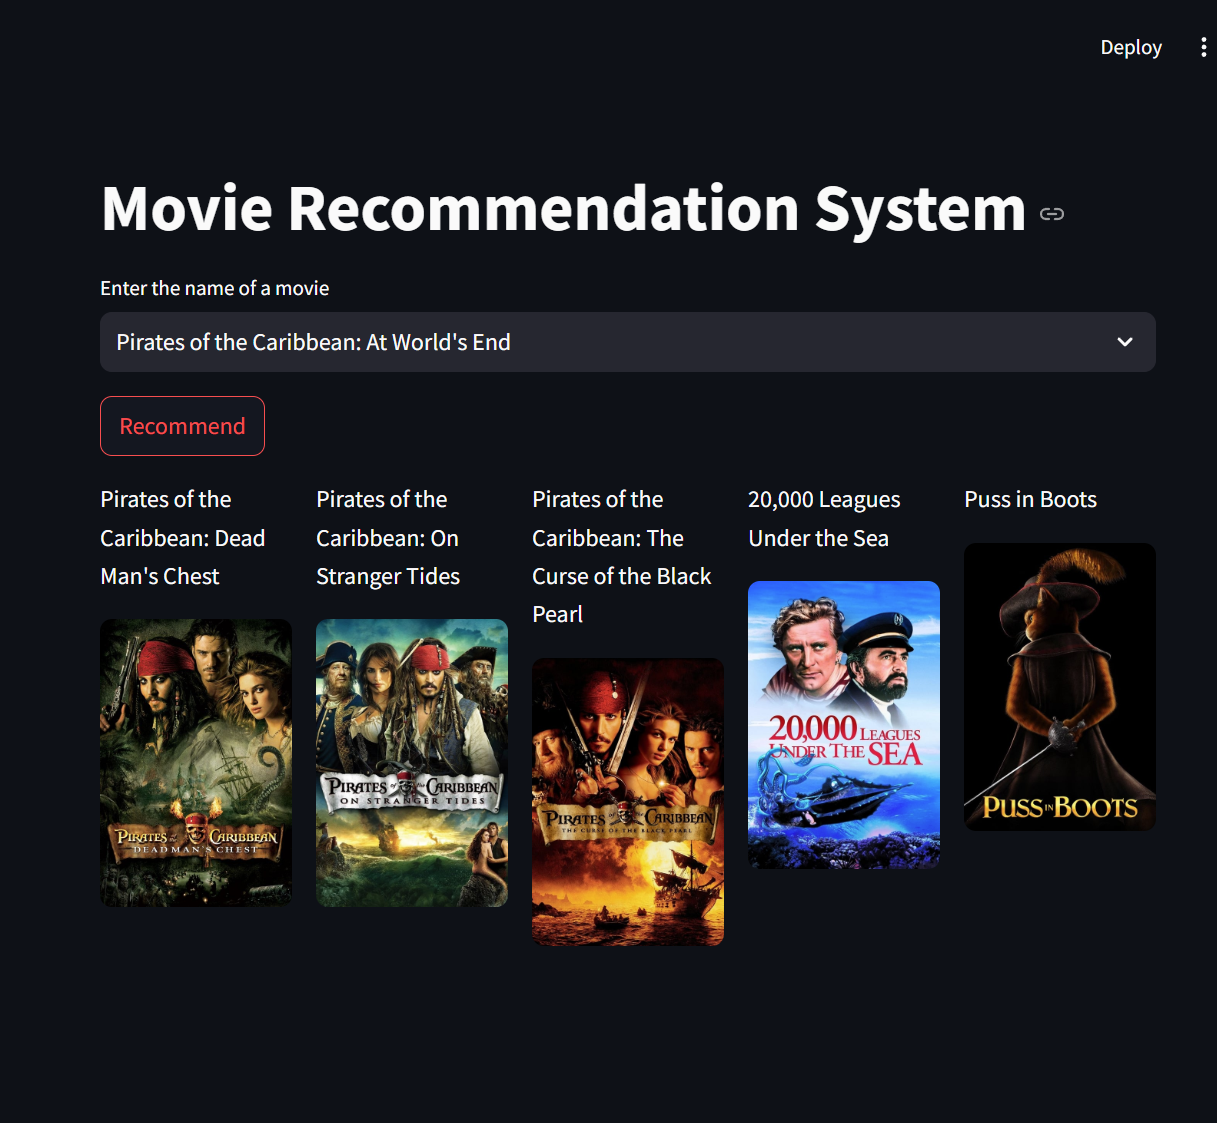 Deploy
Movie Recommendation System
Enter the name of a movie
Pirates of the Caribbean: At World's End
Recommend
Pirates of the
Caribbean: Dead
Man's Chest
PIRATES of the CARIBBEAN
DEAD MAN'S CHEST
Pirates of the
Caribbean: On
Stranger Tides
PIRATES of the CARIBBEAN
ON STRANGER TIDES
Pirates of the
Caribbean: The
Curse of the Black
Pearl
PIRATES of the CARIBBEAN
THE CURSE OF THE BLACK PEARL
20,000 Leagues
Under the Sea
20,000 LEAGUES
UNDER THE SEA
Puss in Boots
PUSS IN BOOTS